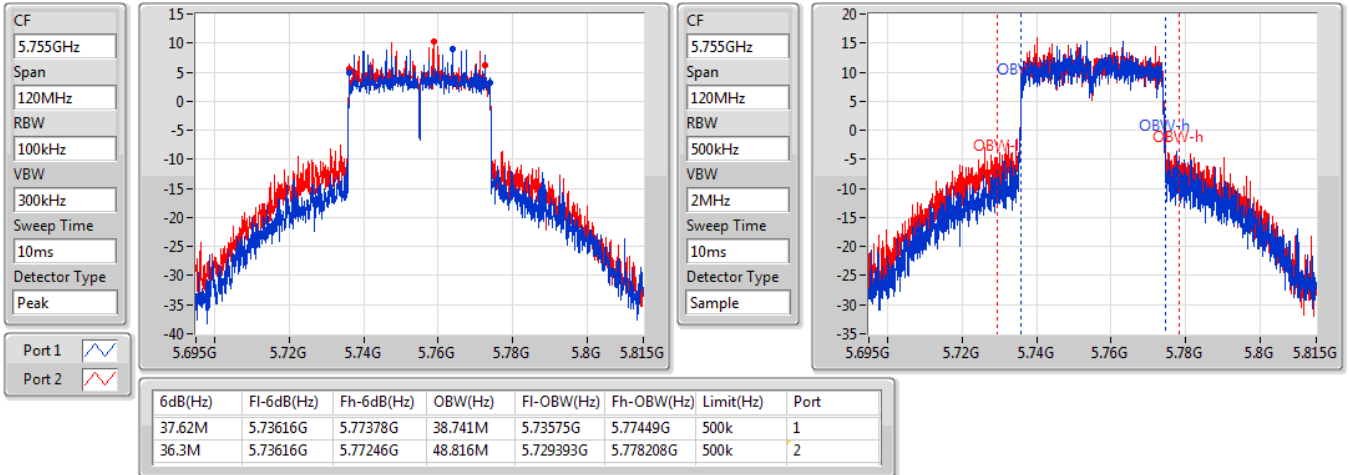 CF
5.755GHz
Span
120MHz
RBW
100kHz
VBW
300kHz
Sweep Time
10ms
Detector Type
Peak
15
10
5
0
-5
-10
-15
-20
-25
-30
-35
-40
5.695G 5.72G 5.74G 5.76G 5.78G 5.8G 5.815G
CF
5.755GHz
Span
120MHz
RBW
500kHz
VBW
2MHz
Sweep Time
10ms
Detector Type
Sample
20
15
10
5
0
-5
-10
-15
-20
-25
-30
-35
OBW-h
OBW-h
5.695G 5.72G 5.74G 5.76G 5.78G 5.8G 5.815G
Port 1
Port 2
6dB(Hz) Fl-6dB(Hz) Fh-6dB(Hz) OBW(Hz) Fl-OBW(Hz) Fh-OBW(Hz) Limit(Hz) Port
37.62M 5.73616G 5.77378G 38.741M 5.73575G 5.77449G 500k 1
36.3M 5.73616G 5.77246G 48.816M 5.729393G 5.778208G 500k 2